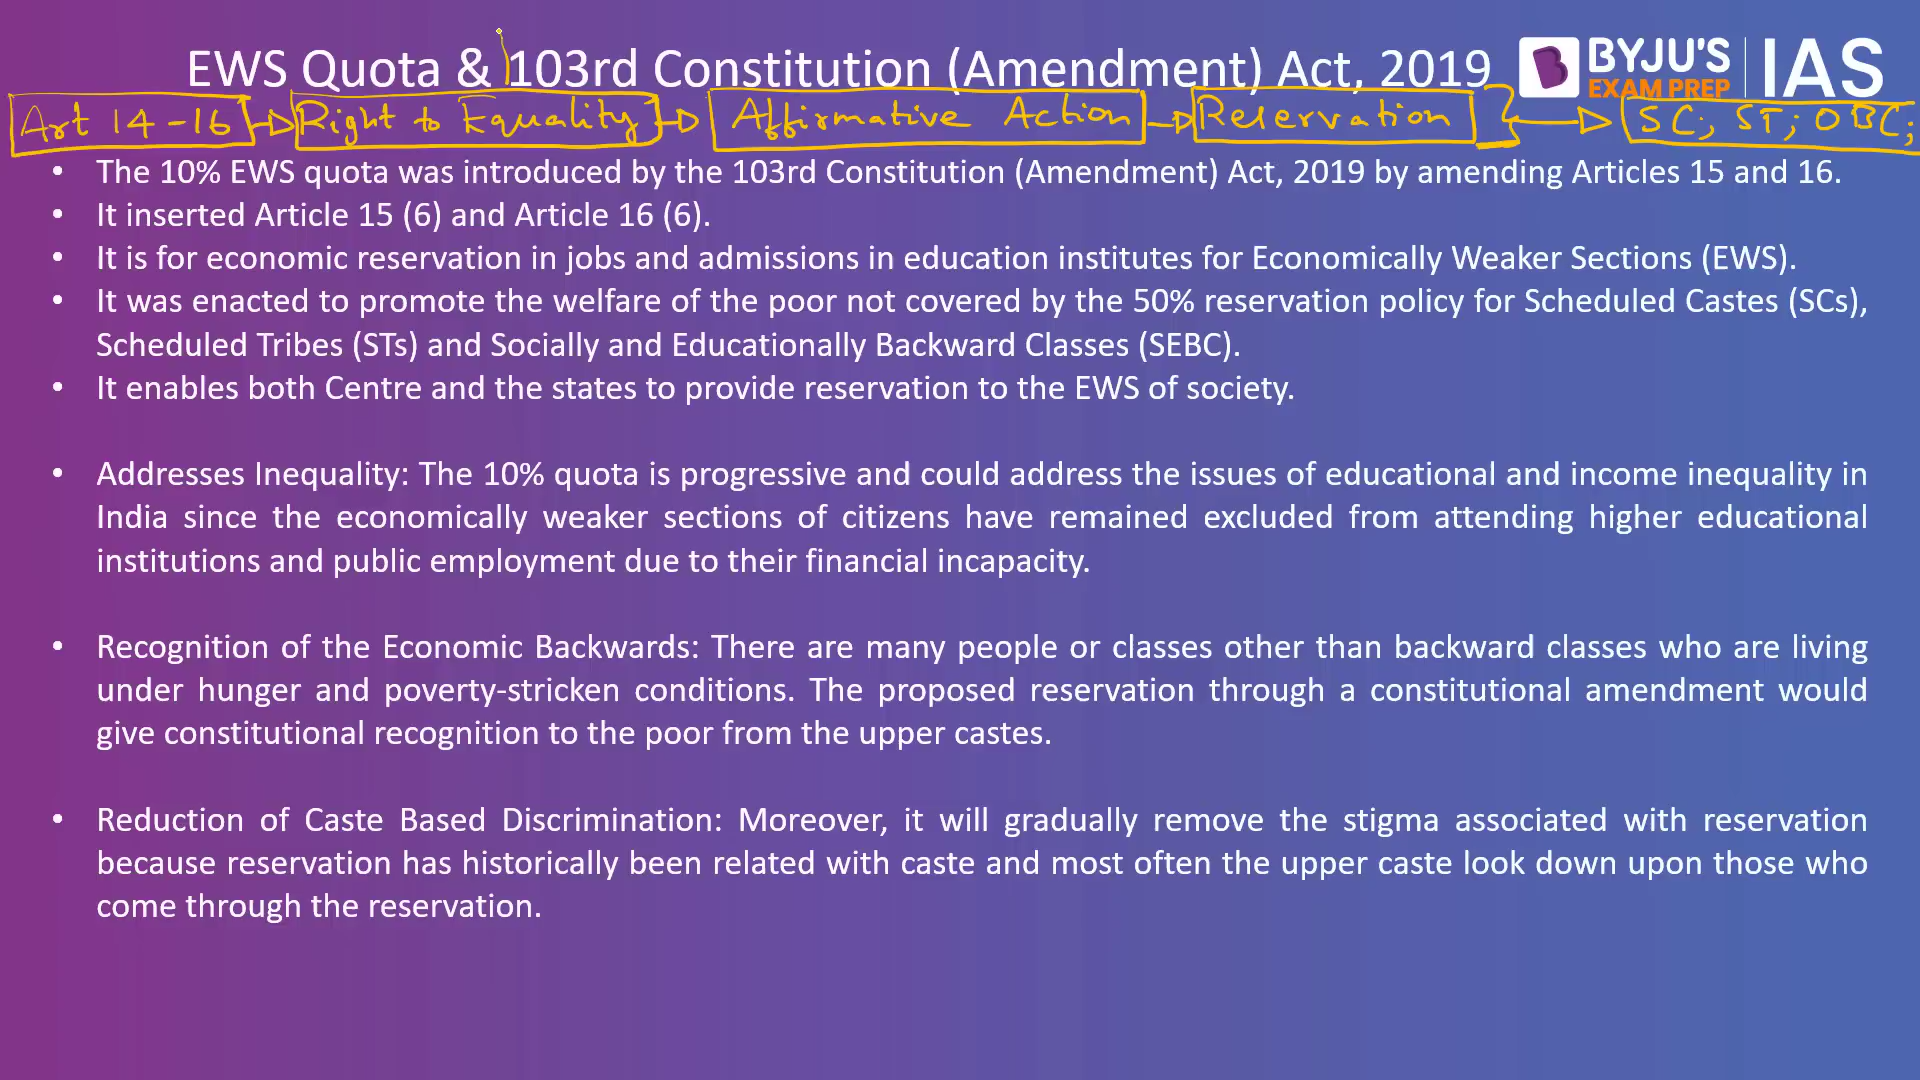 EWS Quota & 103rd Constitution (Amendment) Act, 2019
BYJU'S
EXAM PREP
IAS
Art 14-16 Right to Equality Affirmative Action Reservation SC; ST; OBC;
• The 10% EWS quota was introduced by the 103rd Constitution (Amendment) Act, 2019 by amending Articles 15 and 16.
• It inserted Article 15 (6) and Article 16 (6).
• It is for economic reservation in jobs and admissions in education institutes for Economically Weaker Sections (EWS).
• It was enacted to promote the welfare of the poor not covered by the 50% reservation policy for Scheduled Castes (SCs),
Scheduled Tribes (STs) and Socially and Educationally Backward Classes (SEBC).
• It enables both Centre and the states to provide reservation to the EWS of society.
• Addresses Inequality: The 10% quota is progressive and could address the issues of educational and income inequality in
India since the economically weaker sections of citizens have remained excluded from attending higher educational
institutions and public employment due to their financial incapacity.
• Recognition of the Economic Backwards: There are many people or classes other than backward classes who are living
under hunger and poverty-stricken conditions. The proposed reservation through a constitutional amendment would
give constitutional recognition to the poor from the upper castes.
• Reduction of Caste Based Discrimination: Moreover, it will gradually remove the stigma associated with reservation
because reservation has historically been related with caste and most often the upper caste look down upon those who
come through the reservation.